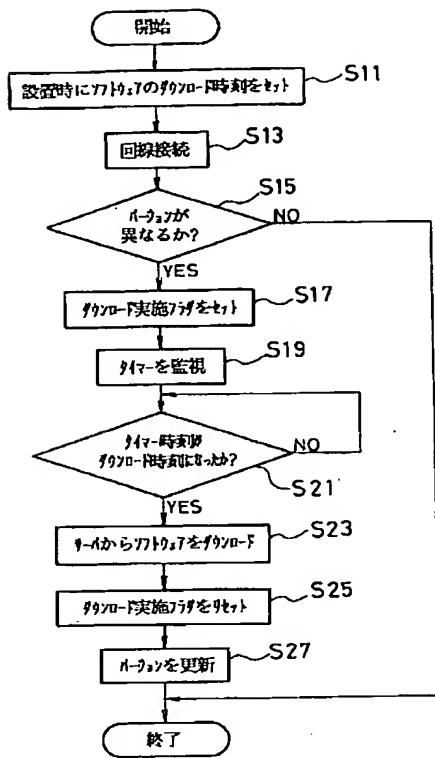 開始
設置時にソフトウェアのダウンロード時刻をセット
S11
回線接続
S13
バージョンが
異なるか?
S15
NO
YES
ダウンロード実施フラグをセット
S17
タイマーを監視
S19
タイマー時刻が
ダウンロード時刻になったか?
NO
S21
YES
サーバからソフトウェアをダウンロード
S23
ダウンロード実施フラグをリセット
S25
バージョンを更新
S27
終了